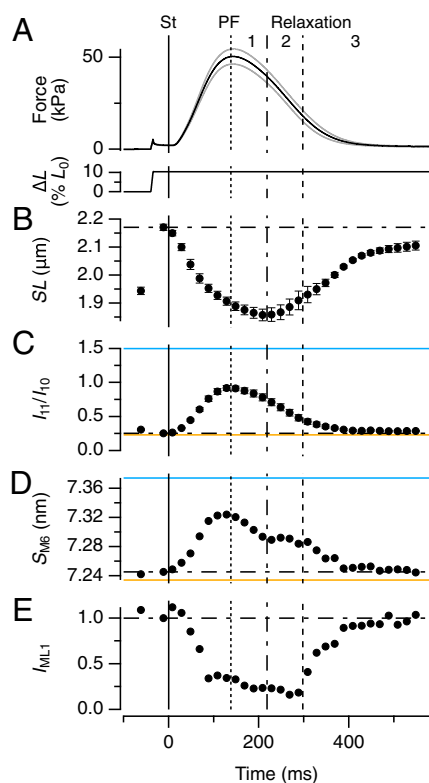 St PF Relaxation
A 1 2 3
50
Force
(kPa)
0
10
ΔL
(% L0)
0
B
2.2
2.1
2.0
1.9
SL (μm)
C
1.5
1.0
0.5
0.0
I11/I10
D
7.36
7.32
7.28
7.24
SM6 (nm)
E
1.0
0.5
0.0
IML1
0 200 400
Time (ms)